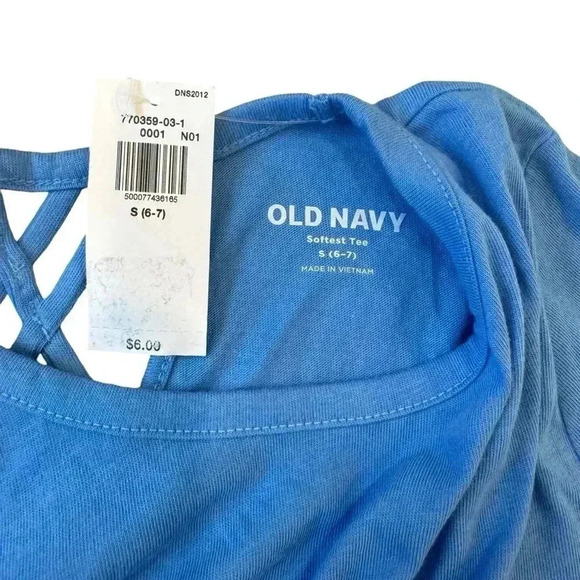 DNS2012
770359-03-1
0001 N01
500077436165
S (6-7)
$6.00
OLD NAVY
Softest Tee
S (6-7)
MADE IN VIETNAM